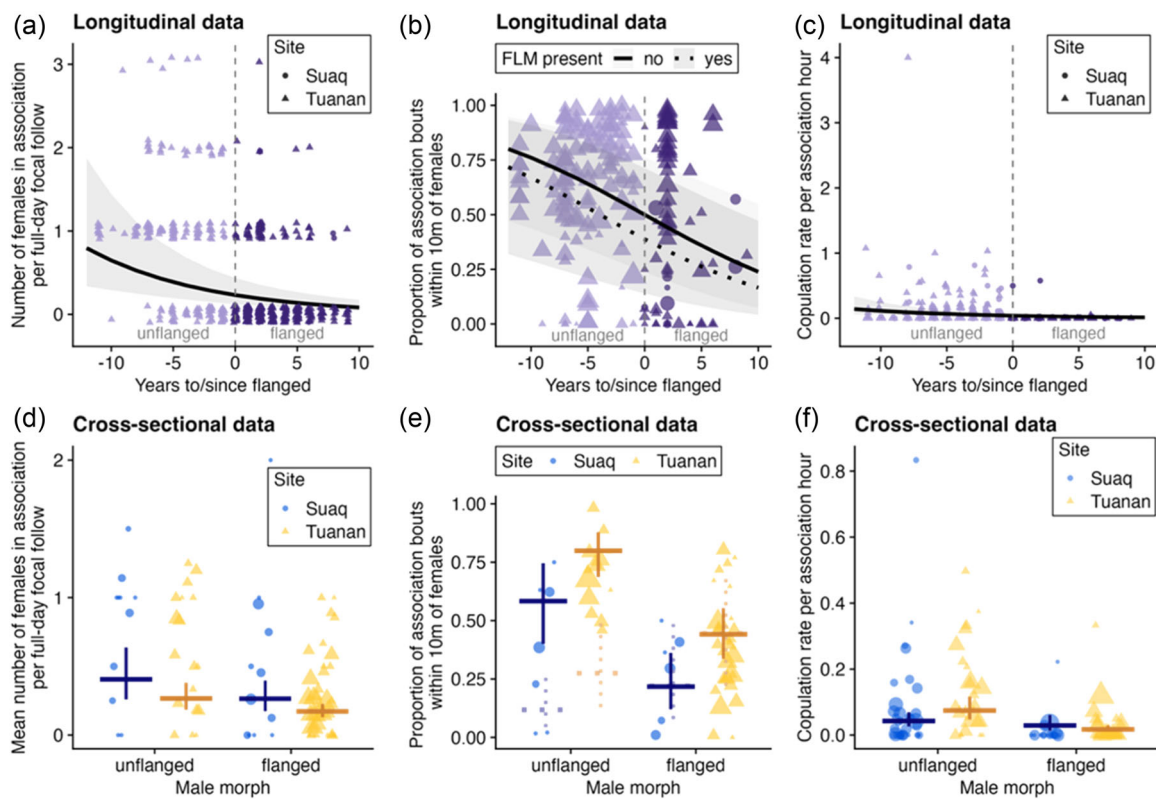 (a) Longitudinal data
Number of females in association
per full-day focal follow
3
2
1
0
Site
Suaq
Tuanan
unflanged flanged
-10 -5 0 5 10
Years to/since flanged
(b) Longitudinal data
FLM present no yes
Proportion of association bouts
within 10m of females
1.00
0.75
0.50
0.25
0.00
unflanged flanged
-10 -5 0 5 10
Years to/since flanged
(c) Longitudinal data
Copulation rate per association hour
4
3
2
1
0
Site
Suaq
Tuanan
unflanged flanged
-10 -5 0 5 10
Years to/since flanged
(d) Cross-sectional data
Mean number of females in association
per full-day focal follow
2
1
0
Site
Suaq
Tuanan
unflanged flanged
Male morph
(e) Cross-sectional data
Site Suaq Tuanan
Proportion of association bouts
within 10m of females
1.00
0.75
0.50
0.25
0.00
unflanged flanged
Male morph
(f) Cross-sectional data
Copulation rate per association hour
0.8
0.6
0.4
0.2
0.0
Site
Suaq
Tuanan
unflanged flanged
Male morph